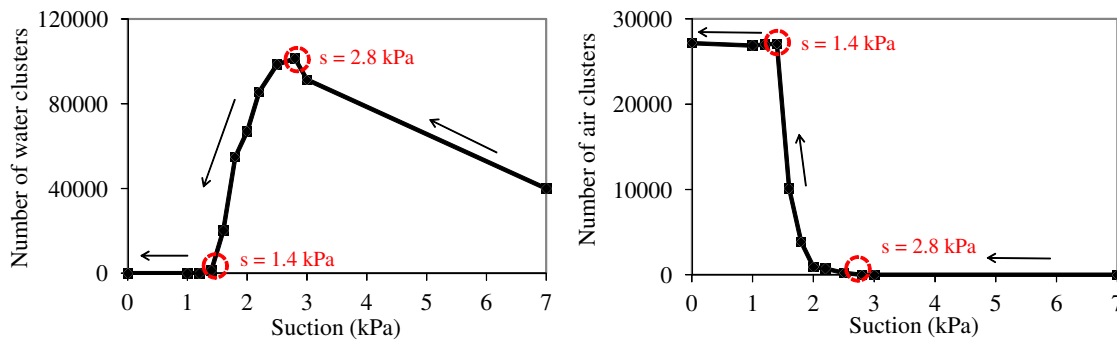 Number of water clusters
120000
80000
40000
0
s = 2.8 kPa
s = 1.4 kPa
0 1 2 3 4 5 6 7
Suction (kPa)
Number of air clusters
30000
20000
10000
0
s = 1.4 kPa
s = 2.8 kPa
0 1 2 3 4 5 6 7
Suction (kPa)